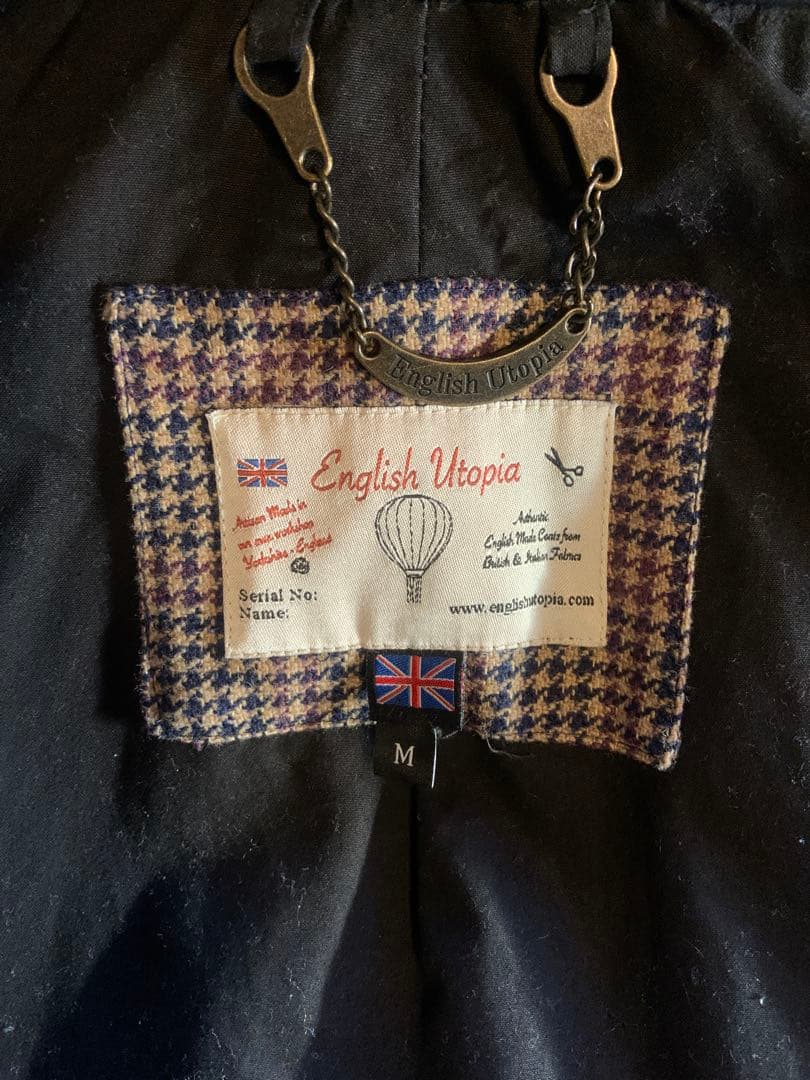 English Utopia
English Utopia
Artisan Made in
our own workshop
Yorkshire - England
Authentic
English Made Coats from
British & Italian Fabrics
Serial No:
Name:
www.englishutopia.com
M